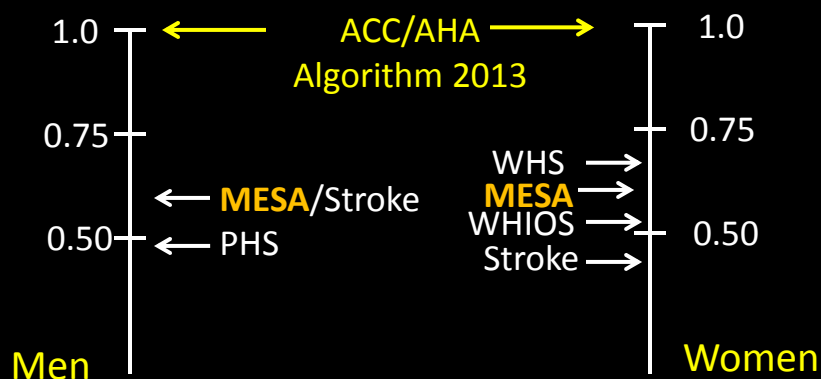 1.0 ACC/AHA 1.0
Algorithm 2013
0.75 0.75
WHS
MESA/Stroke MESA
WHIOS
0.50 PHS 0.50
Stroke
Men Women